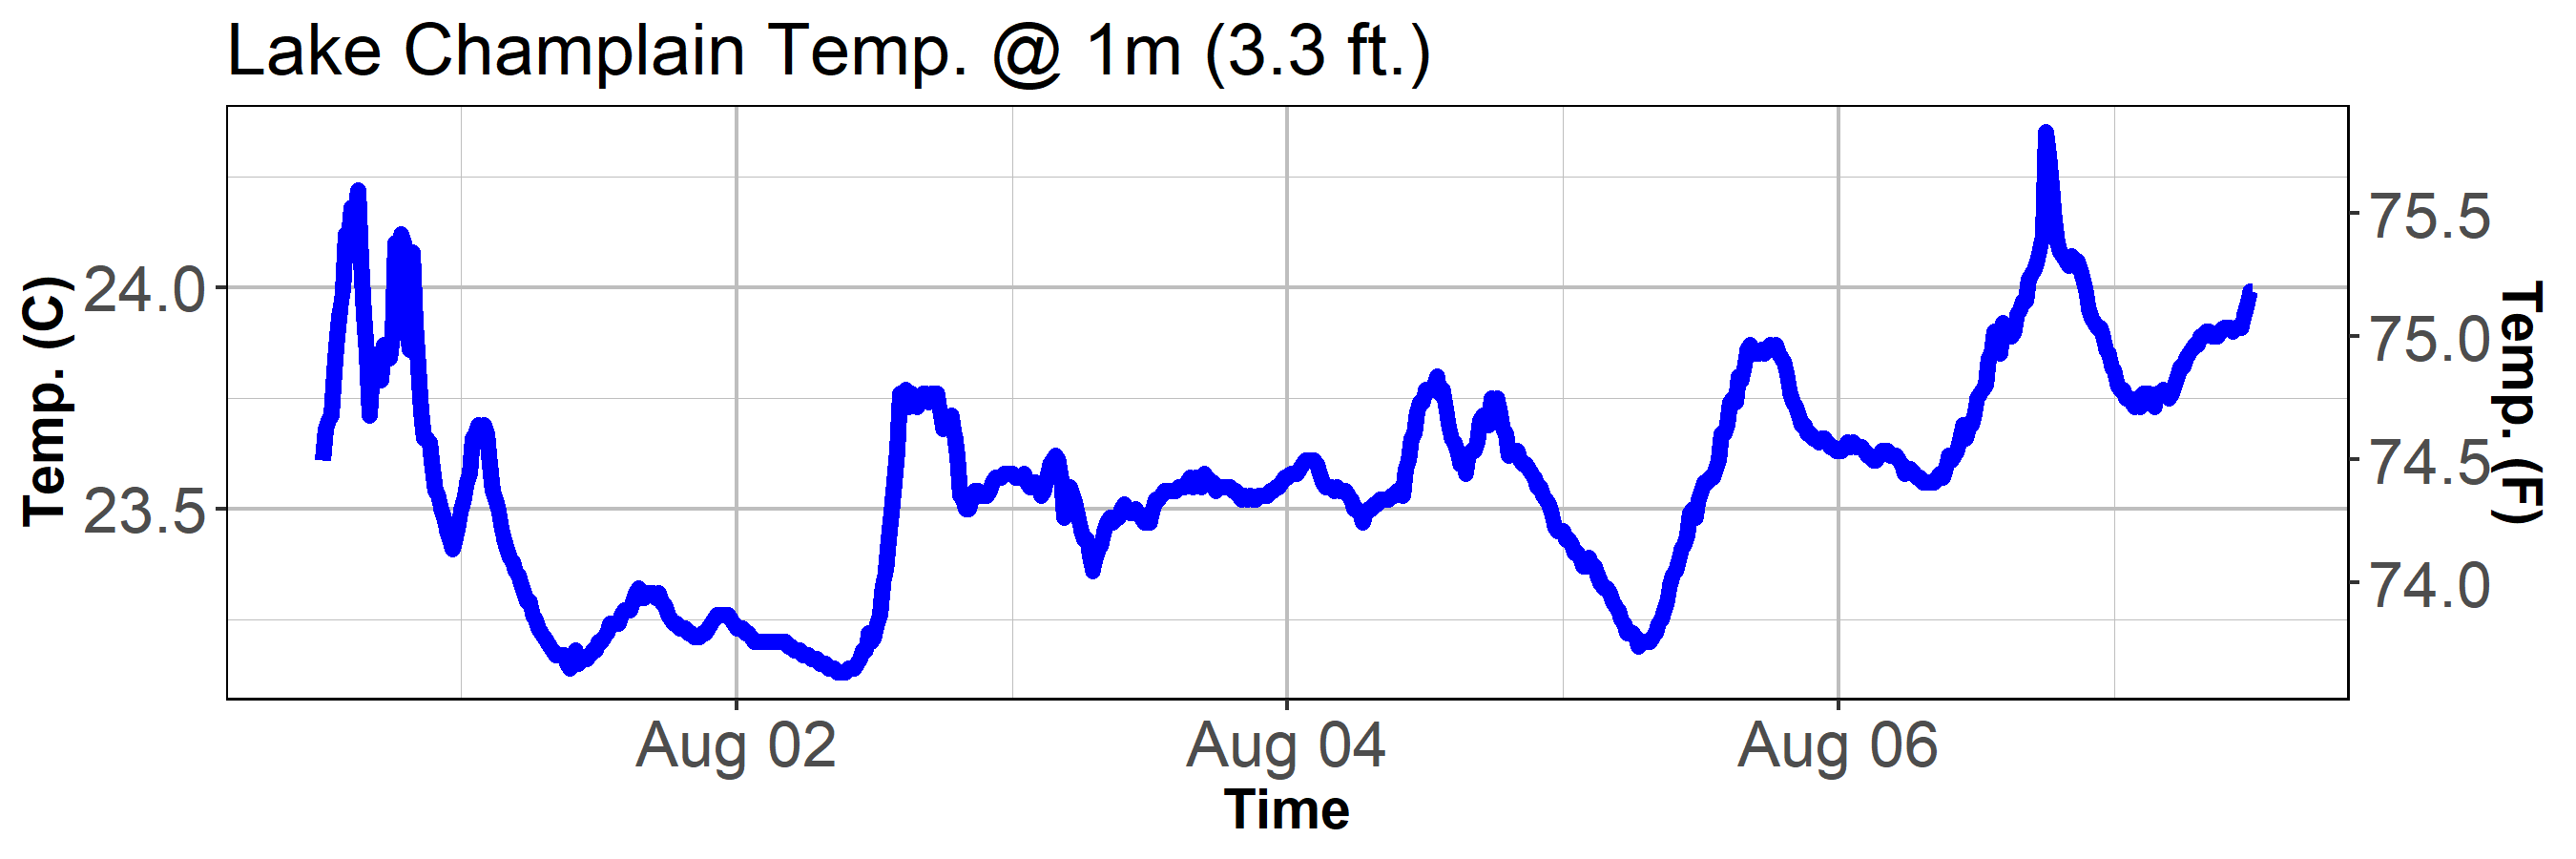 Lake Champlain Temp. @ 1m (3.3 ft.)
Temp. (C)
24.0
23.5
75.5
75.0
74.5
74.0
Temp. (F)
Aug 02
Aug 04
Aug 06
Time